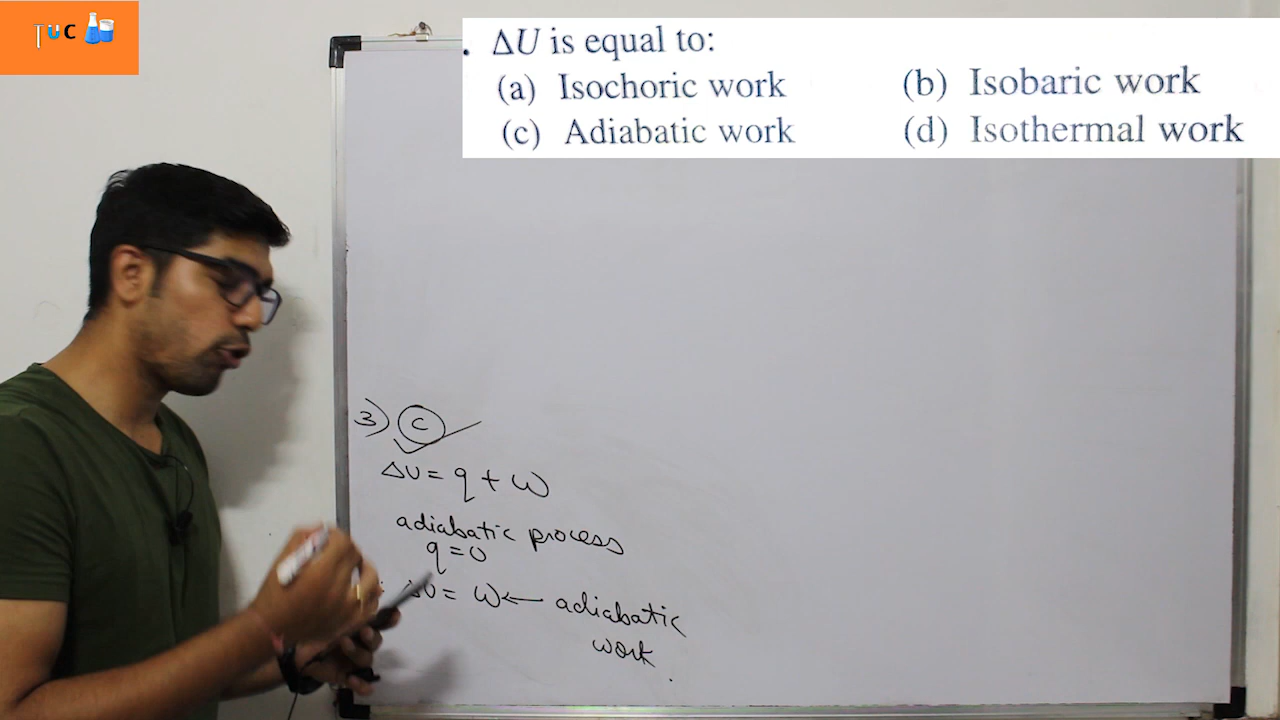 TUC
. ΔU is equal to:
(a) Isochoric work (b) Isobaric work
(c) Adiabatic work (d) Isothermal work
3) C
ΔU = q + w
adiabatic process
q = 0
ΔU = w ← adiabatic
work.